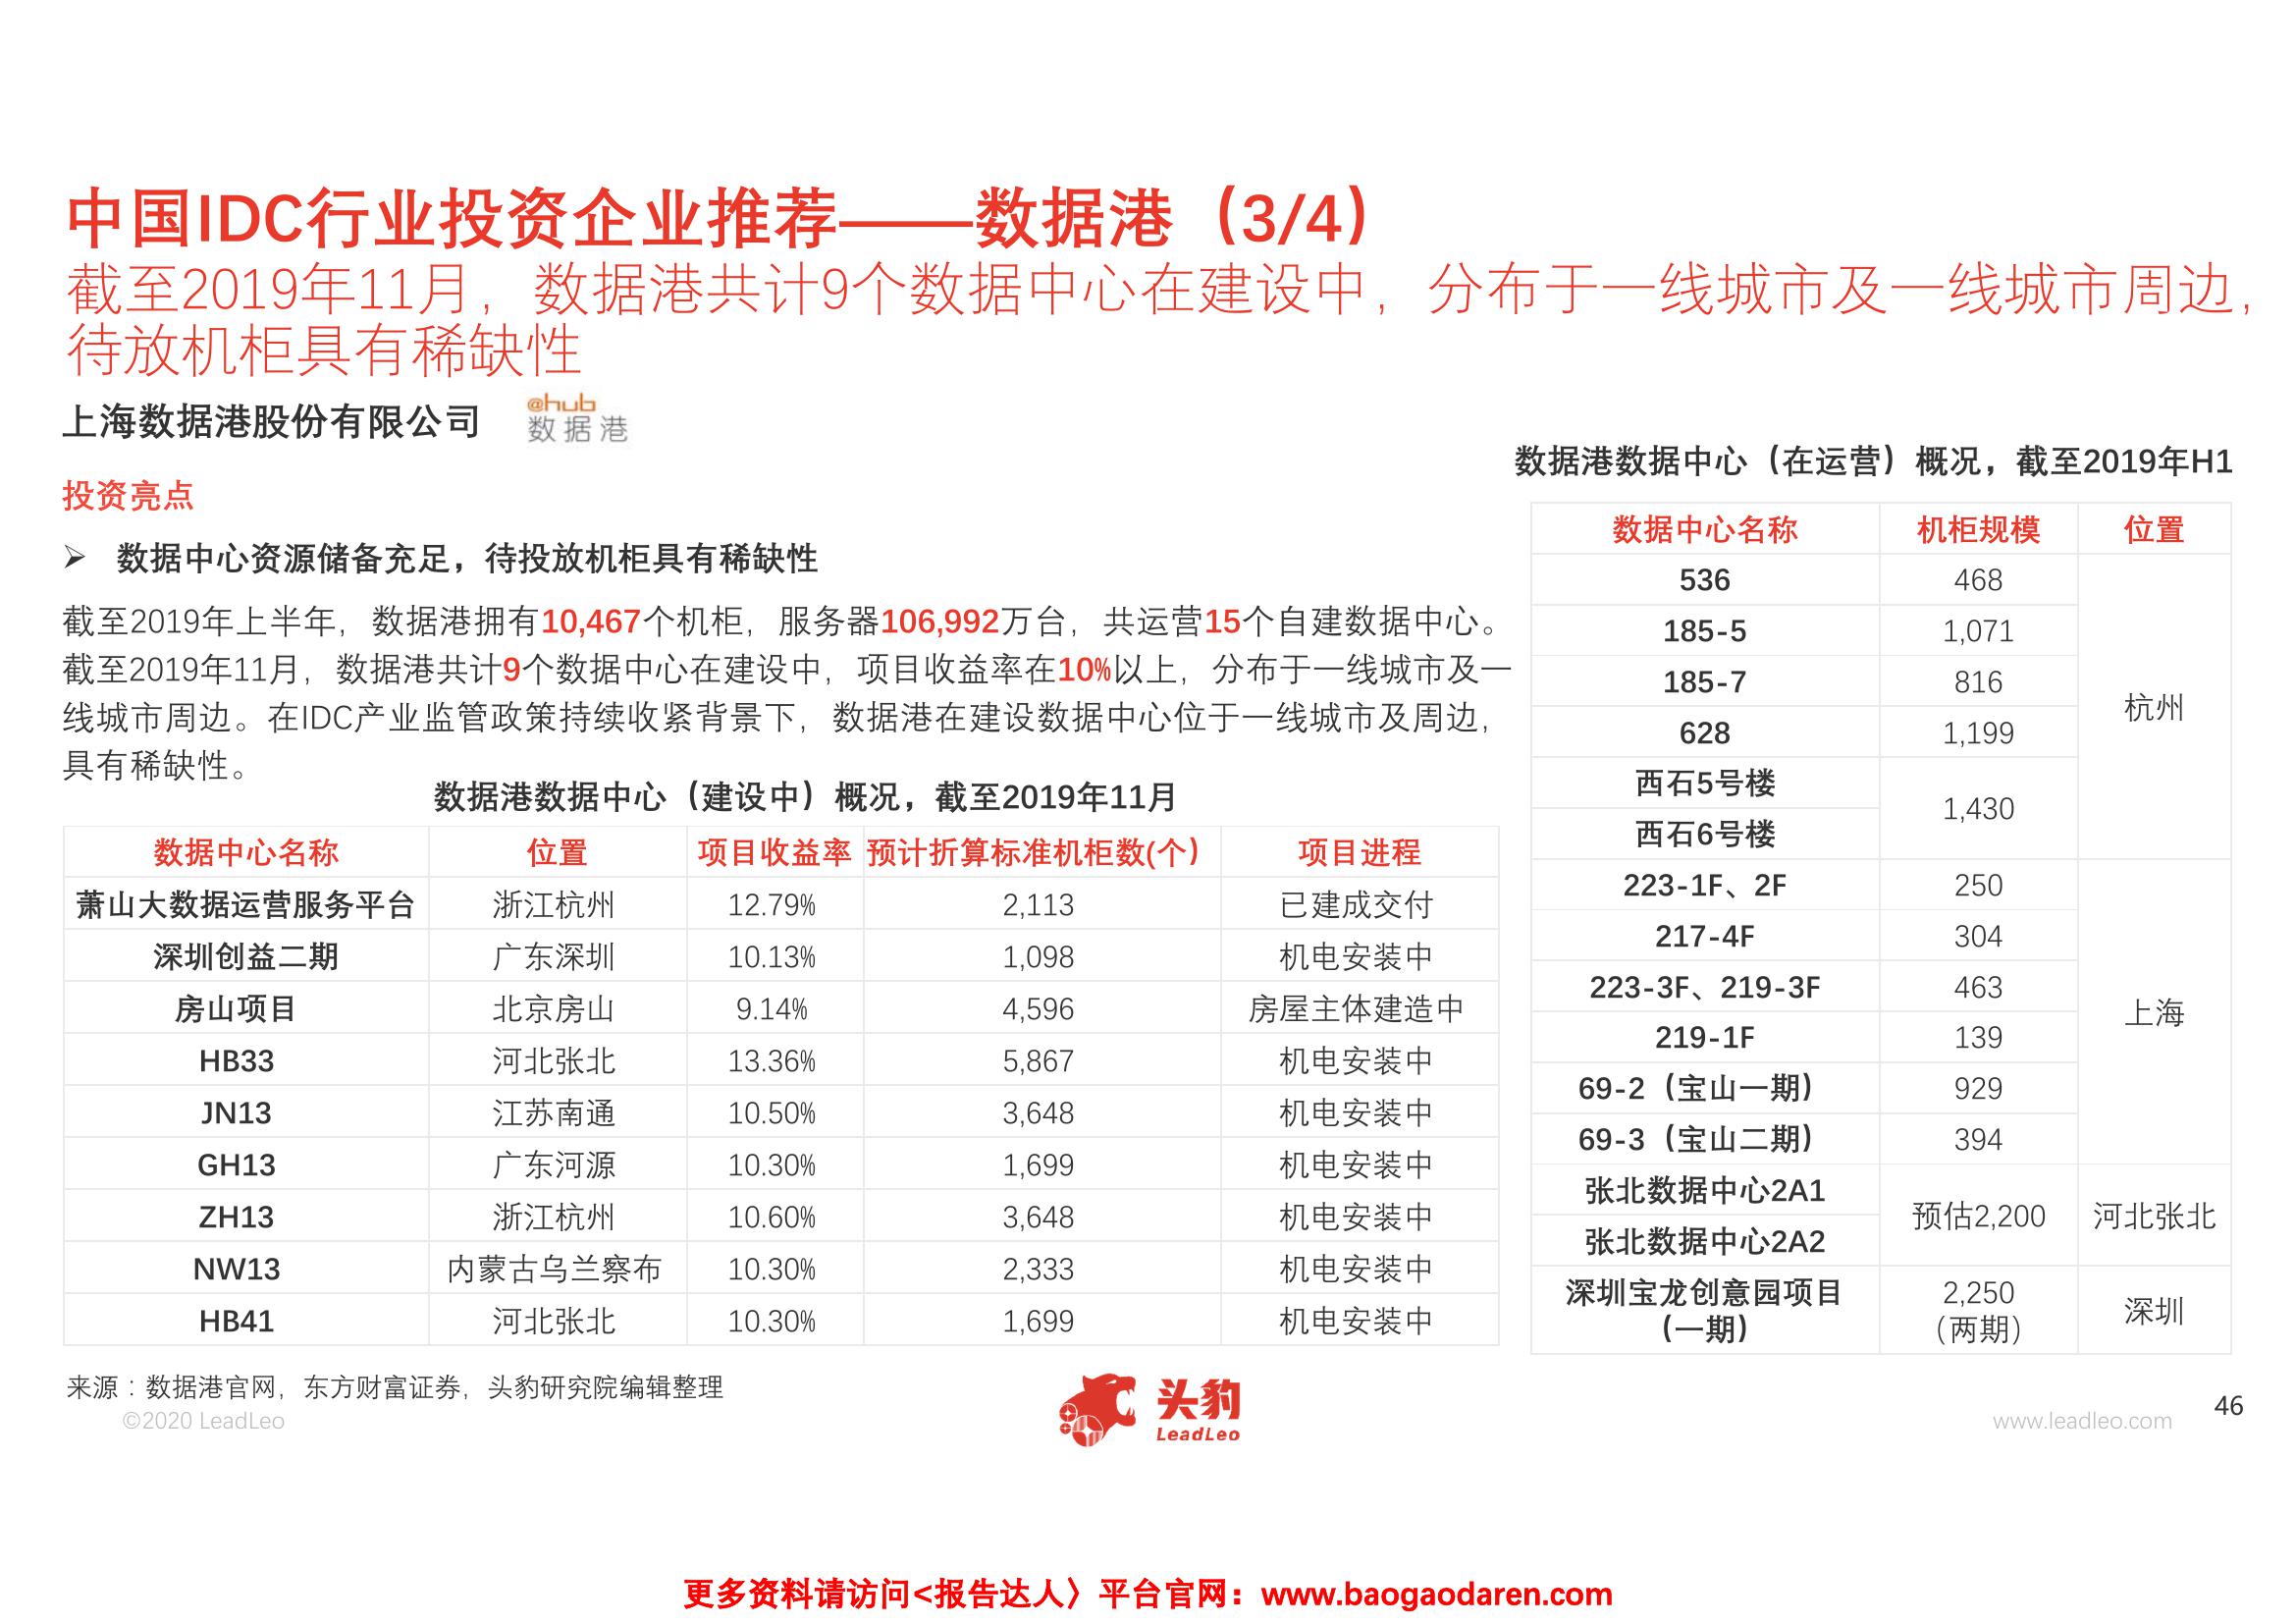 中国IDC行业投资企业推荐——数据港（3/4）
截至2019年11月，数据港共计9个数据中心在建设中，分布于一线城市及一线城市周边，
待放机柜具有稀缺性
上海数据港股份有限公司
@hub
数据港
投资亮点
➢ 数据中心资源储备充足，待投放机柜具有稀缺性
截至2019年上半年，数据港拥有10,467个机柜，服务器106,992万台，共运营15个自建数据中心。
截至2019年11月，数据港共计9个数据中心在建设中，项目收益率在10%以上，分布于一线城市及一
线城市周边。在IDC产业监管政策持续收紧背景下，数据港在建设数据中心位于一线城市及周边，
具有稀缺性。
数据港数据中心（建设中）概况，截至2019年11月
数据中心名称 位置 项目收益率 预计折算标准机柜数(个） 项目进程
萧山大数据运营服务平台 浙江杭州 12.79% 2,113 已建成交付
深圳创益二期 广东深圳 10.13% 1,098 机电安装中
房山项目 北京房山 9.14% 4,596 房屋主体建造中
HB33 河北张北 13.36% 5,867 机电安装中
JN13 江苏南通 10.50% 3,648 机电安装中
GH13 广东河源 10.30% 1,699 机电安装中
ZH13 浙江杭州 10.60% 3,648 机电安装中
NW13 内蒙古乌兰察布 10.30% 2,333 机电安装中
HB41 河北张北 10.30% 1,699 机电安装中
数据港数据中心（在运营）概况，截至2019年H1
数据中心名称 机柜规模 位置
536 468
185-5 1,071
185-7 816
杭州
628 1,199
西石5号楼
1,430
西石6号楼
223-1F、2F 250
217-4F 304
223-3F、219-3F 463
上海
219-1F 139
69-2（宝山一期） 929
69-3（宝山二期） 394
张北数据中心2A1
预估2,200 河北张北
张北数据中心2A2
深圳宝龙创意园项目 2,250
深圳
（一期） （两期）
来源：数据港官网，东方财富证券，头豹研究院编辑整理
©2020 LeadLeo
头豹
LeadLeo
www.leadleo.com
46
更多资料请访问<报告达人〉平台官网：www.baogaodaren.com